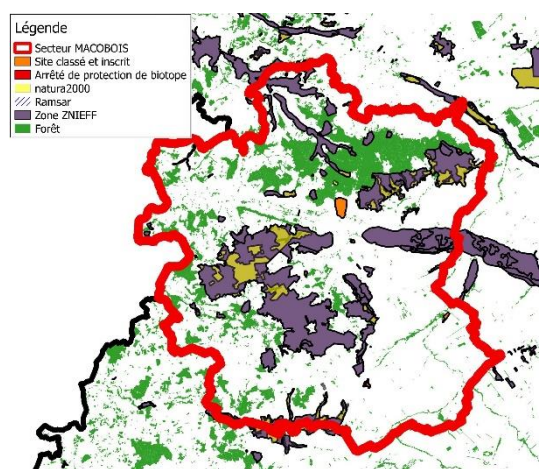 Légende
Secteur MACOBOIS
Site classé et inscrit
Arrêté de protection de biotope
natura2000
Ramsar
Zone ZNIEFF
Forêt